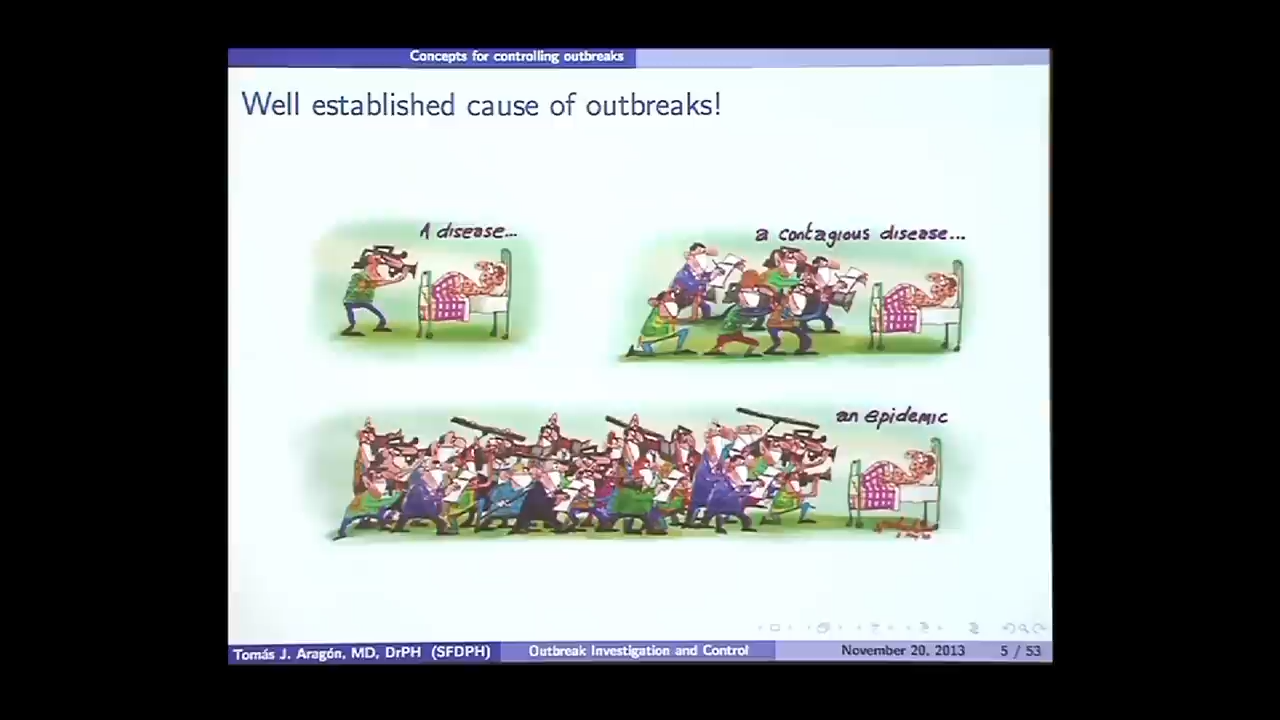 Concepts for controlling outbreaks
Well established cause of outbreaks!
A disease...
a contagious disease...
an epidemic
Tomás J. Aragón, MD, DrPH (SFDPH)
Outbreak Investigation and Control
November 20, 2013
5 / 53